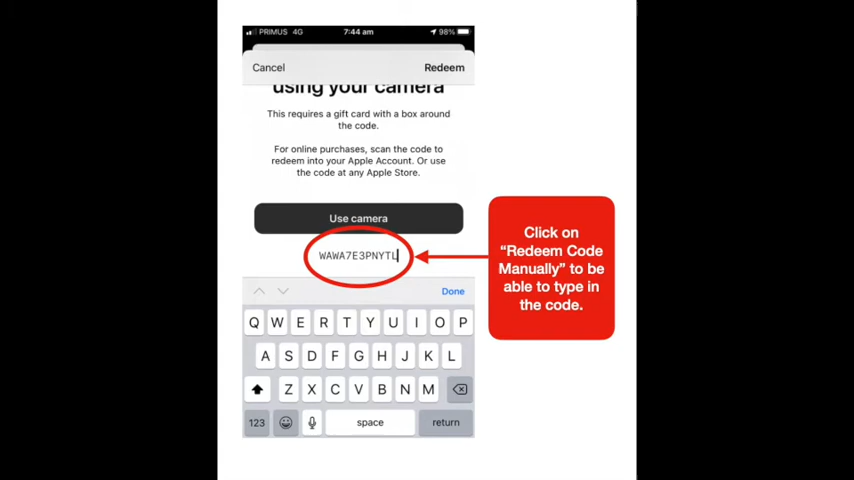 PRIMUS 4G 7:44 am 98%
Cancel Redeem
using your camera
This requires a gift card with a box around
the code.
For online purchases, scan the code to
redeem into your Apple Account. Or use
the code at any Apple Store.
Use camera
WAWA7E3PNYTL
Click on
“Redeem Code
Manually” to be
able to type in
the code.
Done
Q W E R T Y U I O P
A S D F G H J K L
Z X C V B N M
123 space return